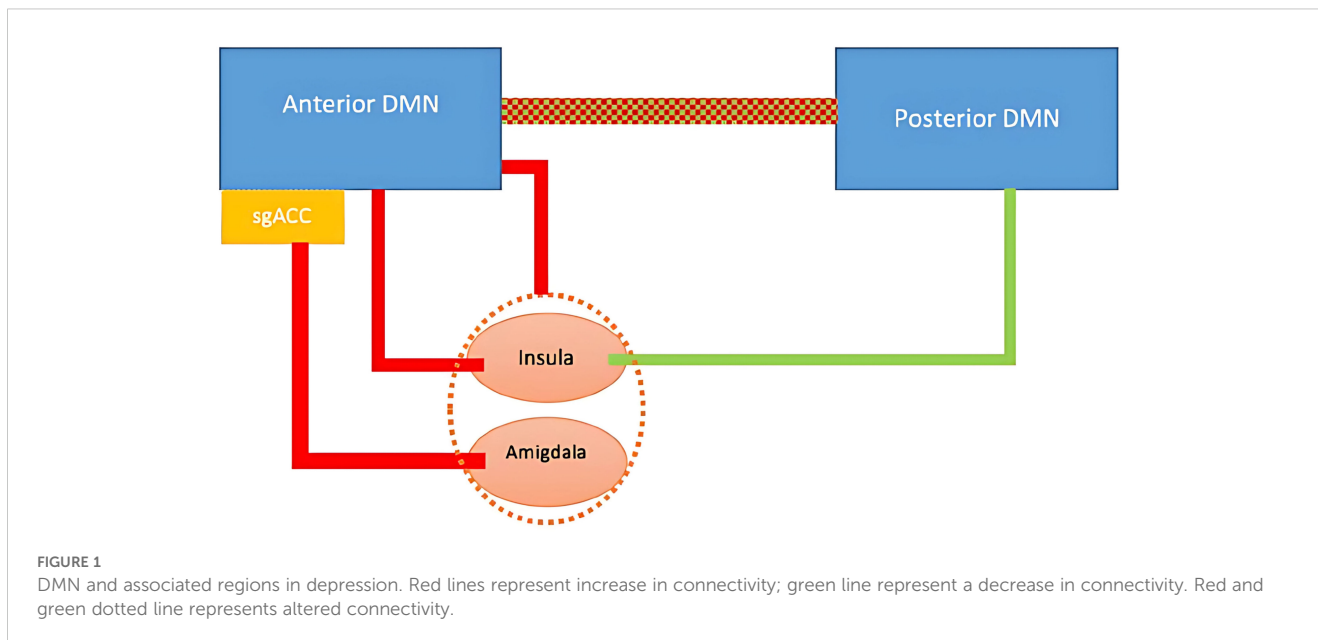 Anterior DMN
Posterior DMN
sgACC
Insula
Amigdala
FIGURE 1
DMN and associated regions in depression. Red lines represent increase in connectivity; green line represent a decrease in connectivity. Red and
green dotted line represents altered connectivity.